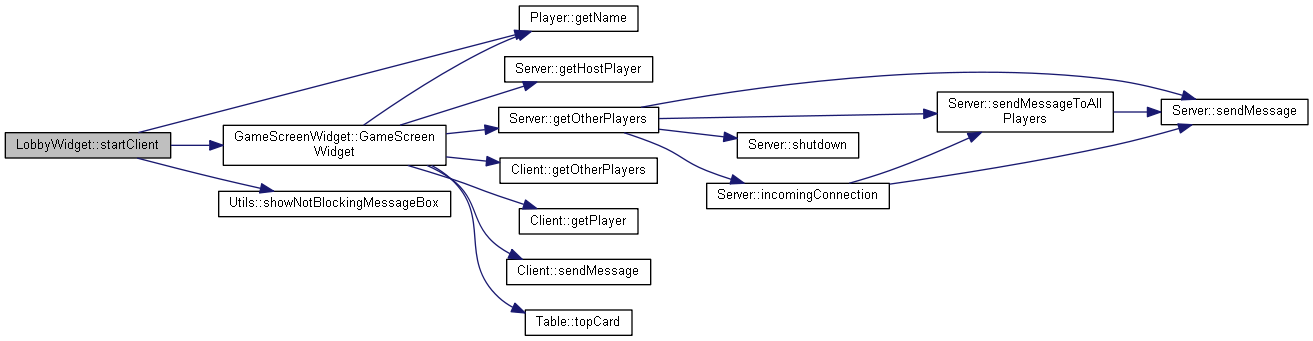 Player::getName
Server::getHostPlayer
Server::sendMessageToAll
Players
Server::sendMessage
Server::getOtherPlayers
LobbyWidget::startClient
GameScreenWidget::GameScreen
Widget
Server::shutdown
Client::getOtherPlayers
Server::incomingConnection
Utils::showNotBlockingMessageBox
Client::getPlayer
Client::sendMessage
Table::topCard